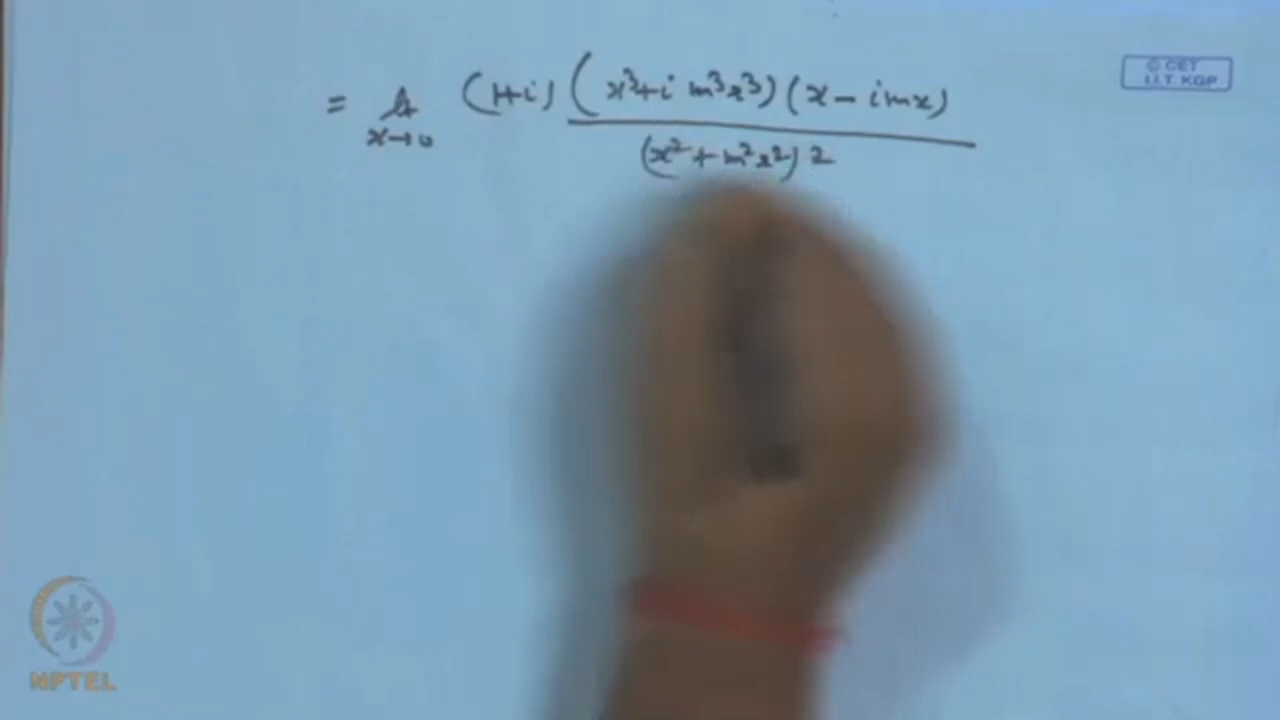 = lt x→0 (1+i) (x³+i m³x³)(x – imx)
(x² + m²x²)2
© CET
I.I.T. KGP
NPTEL